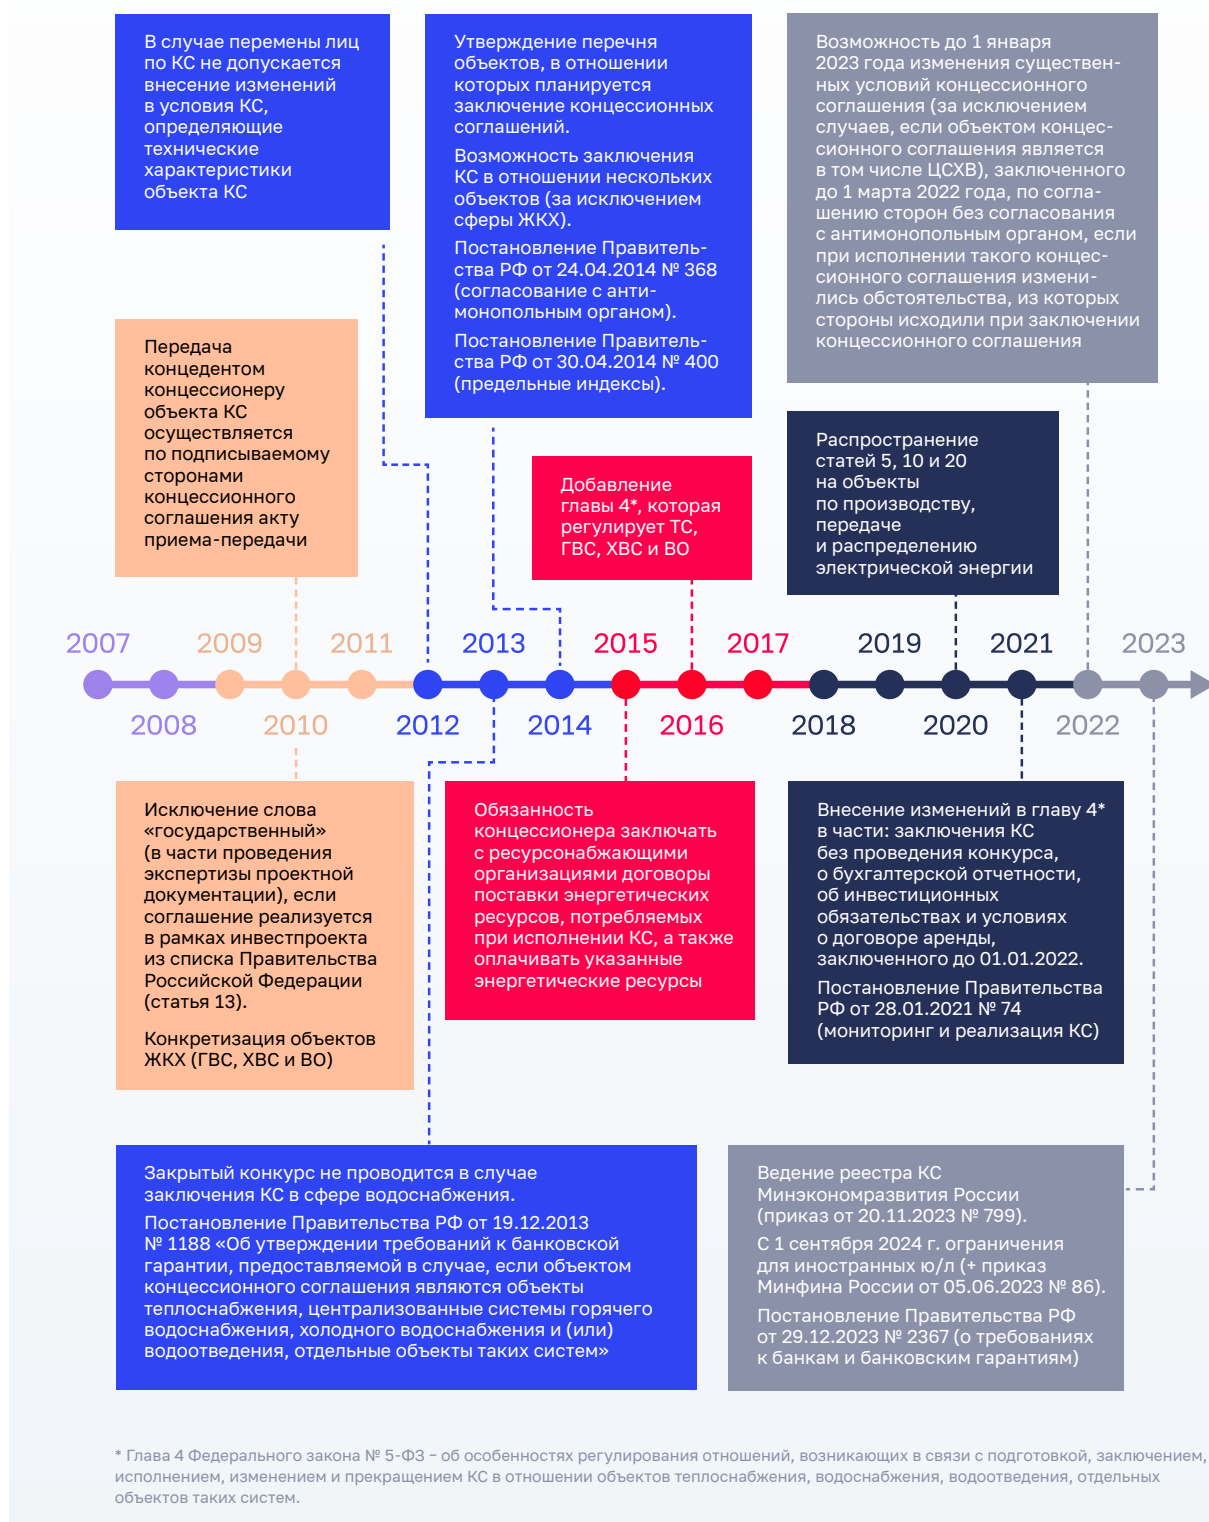 В случае перемены лиц
по КС не допускается
внесение изменений
в условия КС,
определяющие
технические
характеристики
объекта КС
Утверждение перечня
объектов, в отношении
которых планируется
заключение концессионных
соглашений.
Возможность заключения
КС в отношении нескольких
объектов (за исключением
сферы ЖКХ).
Постановление Правитель-
ства РФ от 24.04.2014 № 368
(согласование с анти-
монопольным органом).
Постановление Правитель-
ства РФ от 30.04.2014 № 400
(предельные индексы).
Возможность до 1 января
2023 года изменения существен-
ных условий концессионного
соглашения (за исключением
случаев, если объектом концес-
сионного соглашения является
в том числе ЦСХВ), заключенного
до 1 марта 2022 года, по согла-
шению сторон без согласования
с антимонопольным органом, если
при исполнении такого концес-
сионного соглашения измени-
лись обстоятельства, из которых
стороны исходили при заключении
концессионного соглашения
Передача
концедентом
концессионеру
объекта КС
осуществляется
по подписываемому
сторонами
концессионного
соглашения акту
приема-передачи
Добавление
главы 4*, которая
регулирует ТС,
ГВС, ХВС и ВО
Распространение
статей 5, 10 и 20
на объекты
по производству,
передаче
и распределению
электрической энергии
2007 2009 2011 2013 2015 2017 2019 2021 2023
2008 2010 2012 2014 2016 2018 2020 2022
Исключение слова
«государственный»
(в части проведения
экспертизы проектной
документации), если
соглашение реализуется
в рамках инвестпроекта
из списка Правительства
Российской Федерации
(статья 13).
Конкретизация объектов
ЖКХ (ГВС, ХВС и ВО)
Обязанность
концессионера заключать
с ресурсонабжающими
организациями договоры
поставки энергетических
ресурсов, потребляемых
при исполнении КС, а также
оплачивать указанные
энергетические ресурсы
Внесение изменений в главу 4*
в части: заключения КС
без проведения конкурса,
о бухгалтерской отчетности,
об инвестиционных
обязательствах и условиях
о договоре аренды,
заключенного до 01.01.2022.
Постановление Правительства
РФ от 28.01.2021 № 74
(мониторинг и реализация КС)
Закрытый конкурс не проводится в случае
заключения КС в сфере водоснабжения.
Постановление Правительства РФ от 19.12.2013
№ 1188 «Об утверждении требований к банковской
гарантии, предоставляемой в случае, если объектом
концессионного соглашения являются объекты
теплоснабжения, централизованные системы горячего
водоснабжения, холодного водоснабжения и (или)
водоотведения, отдельные объекты таких систем»
Ведение реестра КС
Минэкономразвития России
(приказ от 20.11.2023 № 799).
С 1 сентября 2024 г. ограничения
для иностранных ю/л (+ приказ
Минфина России от 05.06.2023 № 86).
Постановление Правительства РФ
от 29.12.2023 № 2367 (о требованиях
к банкам и банковским гарантиям)
* Глава 4 Федерального закона № 5-ФЗ – об особенностях регулирования отношений, возникающих в связи с подготовкой, заключением,
исполнением, изменением и прекращением КС в отношении объектов теплоснабжения, водоснабжения, водоотведения, отдельных
объектов таких систем.